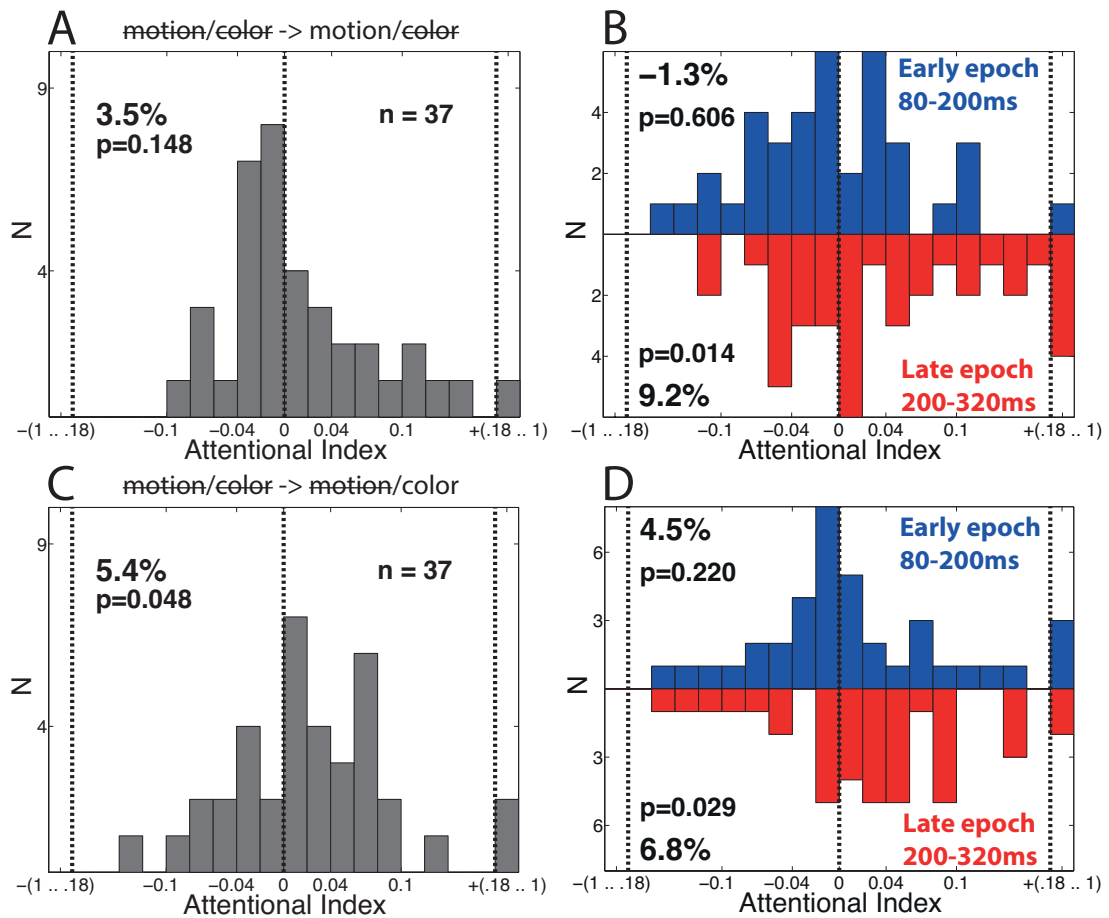 A
motion/color -> motion/color
9
4
N
3.5%
p=0.148
n = 37
−(1 .. .18) -0.1 -0.04 0 0.04 0.1 +(.18 .. 1)
Attentional Index
B
4
2
N
2
4
−1.3%
p=0.606
Early epoch
80-200ms
p=0.014
9.2%
Late epoch
200-320ms
−(1 .. .18) -0.1 -0.04 0 0.04 0.1 +(.18 .. 1)
Attentional Index
C
motion/color -> motion/color
9
4
N
5.4%
p=0.048
n = 37
−(1 .. .18) -0.1 -0.04 0 0.04 0.1 +(.18 .. 1)
Attentional Index
D
6
3
N
3
6
4.5%
p=0.220
Early epoch
80-200ms
p=0.029
6.8%
Late epoch
200-320ms
−(1 .. .18) -0.1 -0.04 0 0.04 0.1 +(.18 .. 1)
Attentional Index